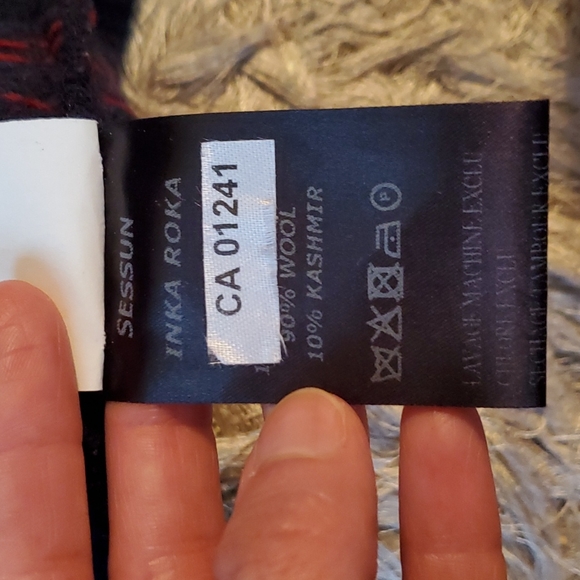 SESSUN
INKA ROKA
CA 01241
90% WOOL
10% KASHMIR
P
LAVAGE MACHINE EXCLU
CHLORE EXCLU
SECHAGE TAMBOUR EXCLU